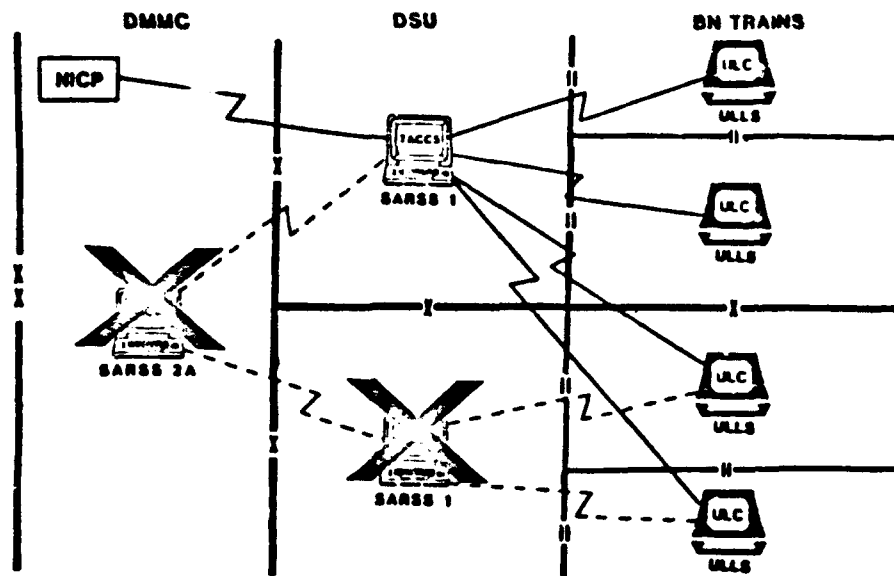 DMMC DSU BN TRAINS
NICP
ULC
ULLS
TACCS
SARSS 1
ULC
ULLS
SARSS 2A
ULC
ULLS
SARSS 1
ULC
ULLS